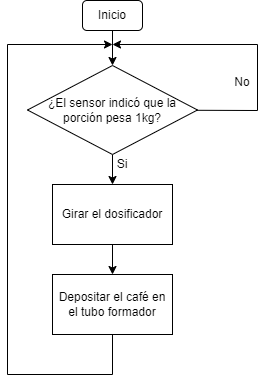 Inicio
¿El sensor indicó que la
porción pesa 1kg?
No
Si
Girar el dosificador
Depositar el café en
el tubo formador